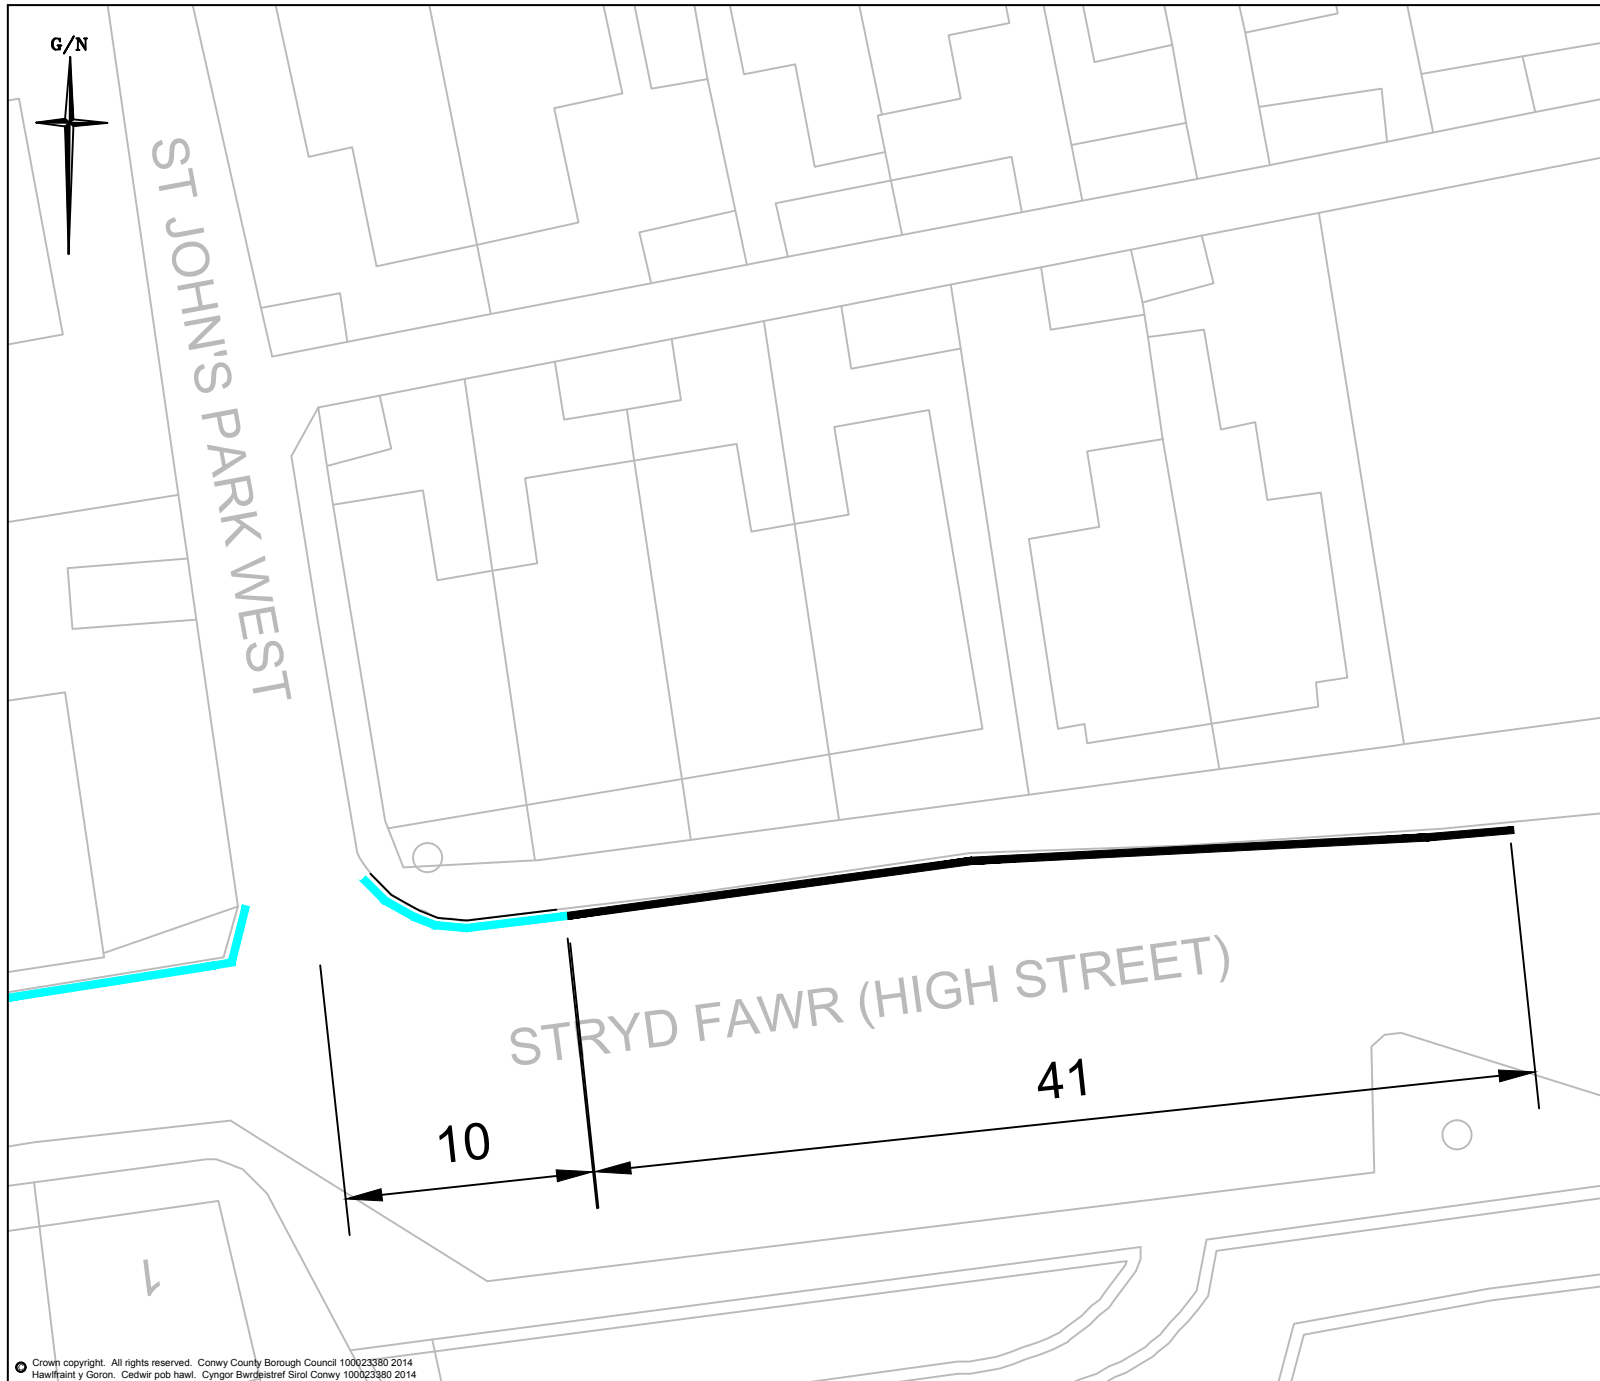 G/N
ST JOHN'S PARK WEST
STRYD FAWR (HIGH STREET)
41
10
1
© Crown copyright. All rights reserved. Conwy County Borough Council 100023380 2014
Hawlfraint y Goron. Cedwir pob hawl. Cyngor Bwrdeistref Sirol Conwy 100023380 2014